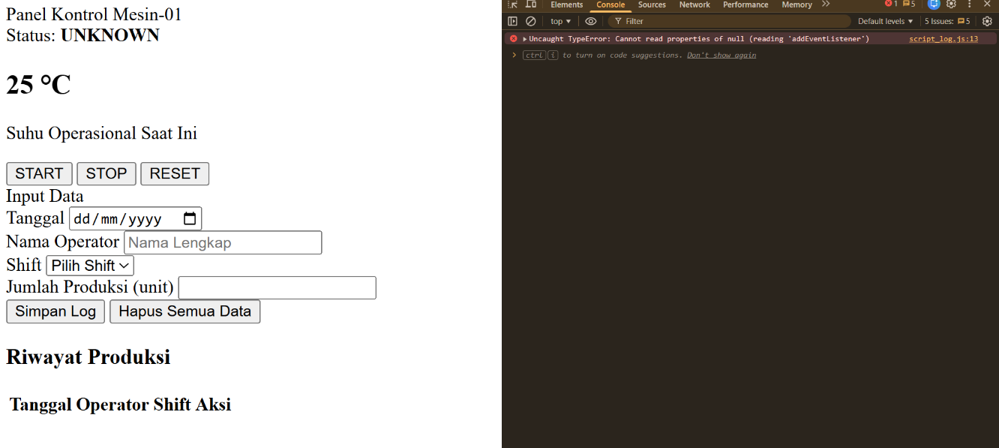 Panel Kontrol Mesin-01
Status: UNKNOWN
25 °C
Suhu Operasional Saat Ini
START STOP RESET
Input Data
Tanggal dd/mm/yyyy
Nama Operator Nama Lengkap
Shift Pilih Shift
Jumlah Produksi (unit)
Simpan Log Hapus Semua Data
Riwayat Produksi
Tanggal Operator Shift Aksi
Elements Console Sources Network Performance Memory 1 5
top Filter Default levels 5 Issues: 5
Uncaught TypeError: Cannot read properties of null (reading 'addEventListener') script_log.js:13
ctrl i to turn on code suggestions. Don't show again